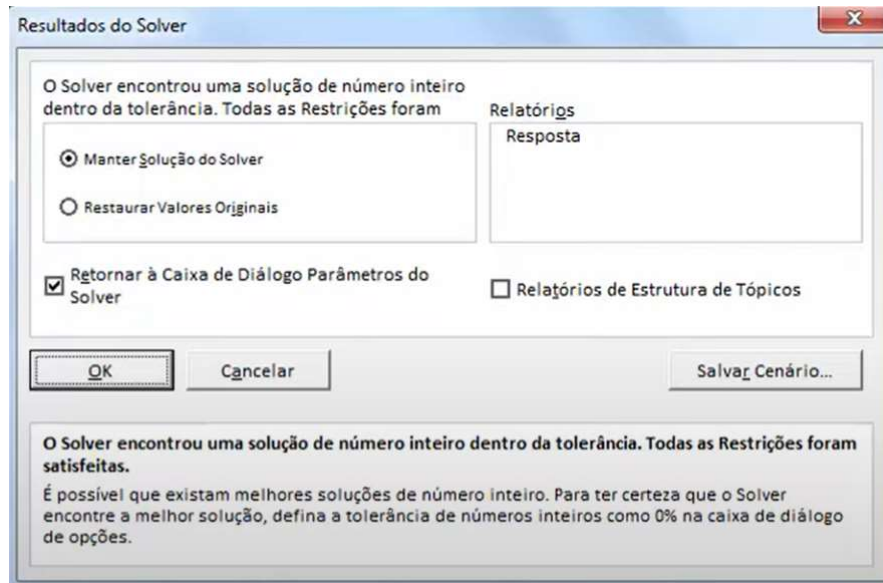 Resultados do Solver
O Solver encontrou uma solução de número inteiro
dentro da tolerância. Todas as Restrições foram
Relatórios
Resposta
Manter Solução do Solver
Restaurar Valores Originais
Retornar à Caixa de Diálogo Parâmetros do
Solver
Relatórios de Estrutura de Tópicos
OK
Cancelar
Salvar Cenário...
O Solver encontrou uma solução de número inteiro dentro da tolerância. Todas as Restrições foram
satisfeitas.
É possível que existam melhores soluções de número inteiro. Para ter certeza que o Solver
encontre a melhor solução, defina a tolerância de números inteiros como 0% na caixa de diálogo
de opções.